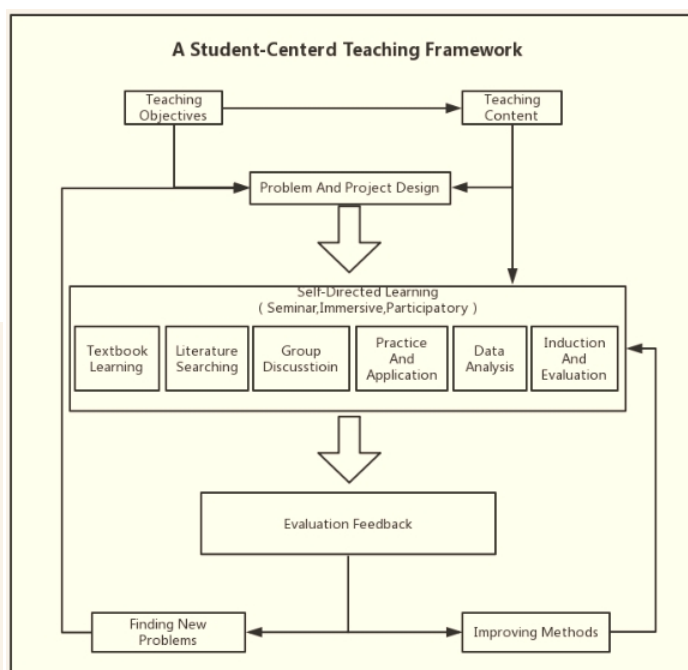 A Student-Centerd Teaching Framework
Teaching
Objectives
Teaching
Content
Problem And Project Design
Self-Directed Learning
( Seminar,Immersive,Participatory )
Textbook
Learning
Literature
Searching
Group
Discusstioin
Practice
And
Application
Data
Analysis
Induction
And
Evaluation
Evaluation Feedback
Finding New
Problems
Improving Methods